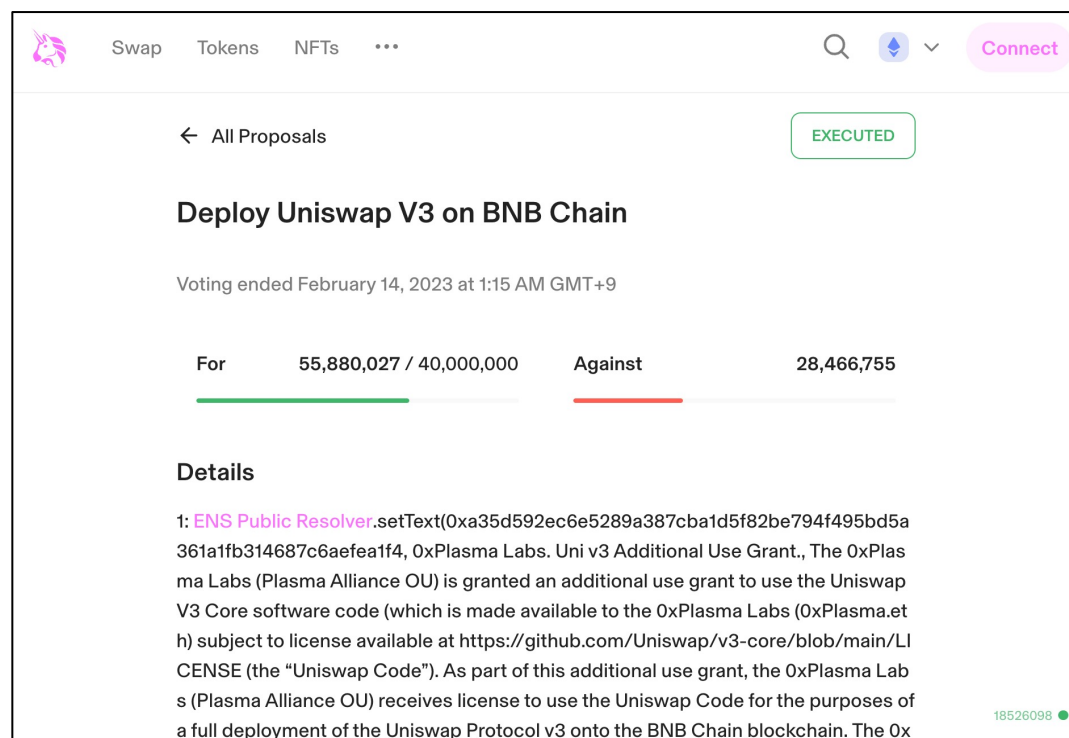 Swap Tokens NFTs ••• Connect
← All Proposals EXECUTED
Deploy Uniswap V3 on BNB Chain
Voting ended February 14, 2023 at 1:15 AM GMT+9
For 55,880,027 / 40,000,000 Against 28,466,755
Details
1: ENS Public Resolver.setText(0xa35d592ec6e5289a387cba1d5f82be794f495bd5a
361a1fb314687c6aefea1f4, 0xPlasma Labs. Uni v3 Additional Use Grant., The 0xPlas
ma Labs (Plasma Alliance OU) is granted an additional use grant to use the Uniswap
V3 Core software code (which is made available to the 0xPlasma Labs (0xPlasma.et
h) subject to license available at https://github.com/Uniswap/v3-core/blob/main/LI
CENSE (the “Uniswap Code”). As part of this additional use grant, the 0xPlasma Lab
s (Plasma Alliance OU) receives license to use the Uniswap Code for the purposes of
a full deployment of the Uniswap Protocol v3 onto the BNB Chain blockchain. The 0x
18526098